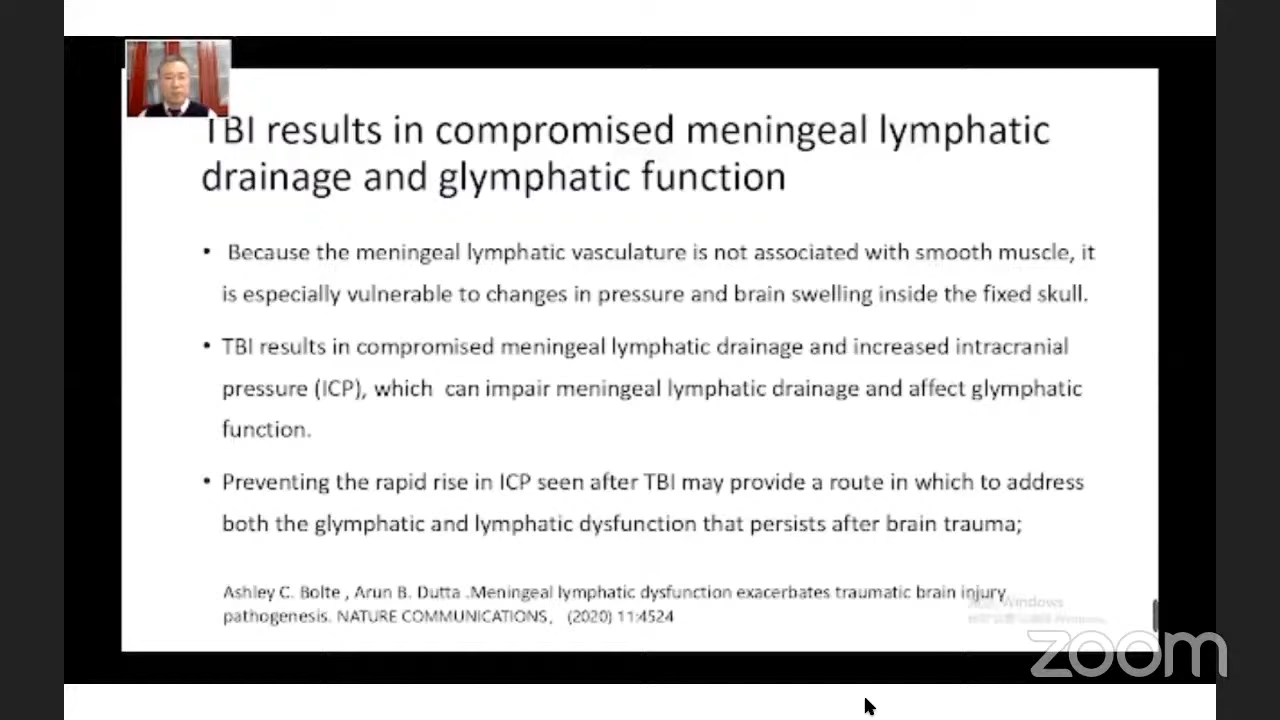 TBI results in compromised meningeal lymphatic
drainage and glymphatic function
• Because the meningeal lymphatic vasculature is not associated with smooth muscle, it
is especially vulnerable to changes in pressure and brain swelling inside the fixed skull.
• TBI results in compromised meningeal lymphatic drainage and increased intracranial
pressure (ICP), which can impair meningeal lymphatic drainage and affect glymphatic
function.
• Preventing the rapid rise in ICP seen after TBI may provide a route in which to address
both the glymphatic and lymphatic dysfunction that persists after brain trauma;
Ashley C. Bolte , Arun B. Dutta .Meningeal lymphatic dysfunction exacerbates traumatic brain injury
pathogenesis. NATURE COMMUNICATIONS, (2020) 11:4524
Windows
Windows
zoom